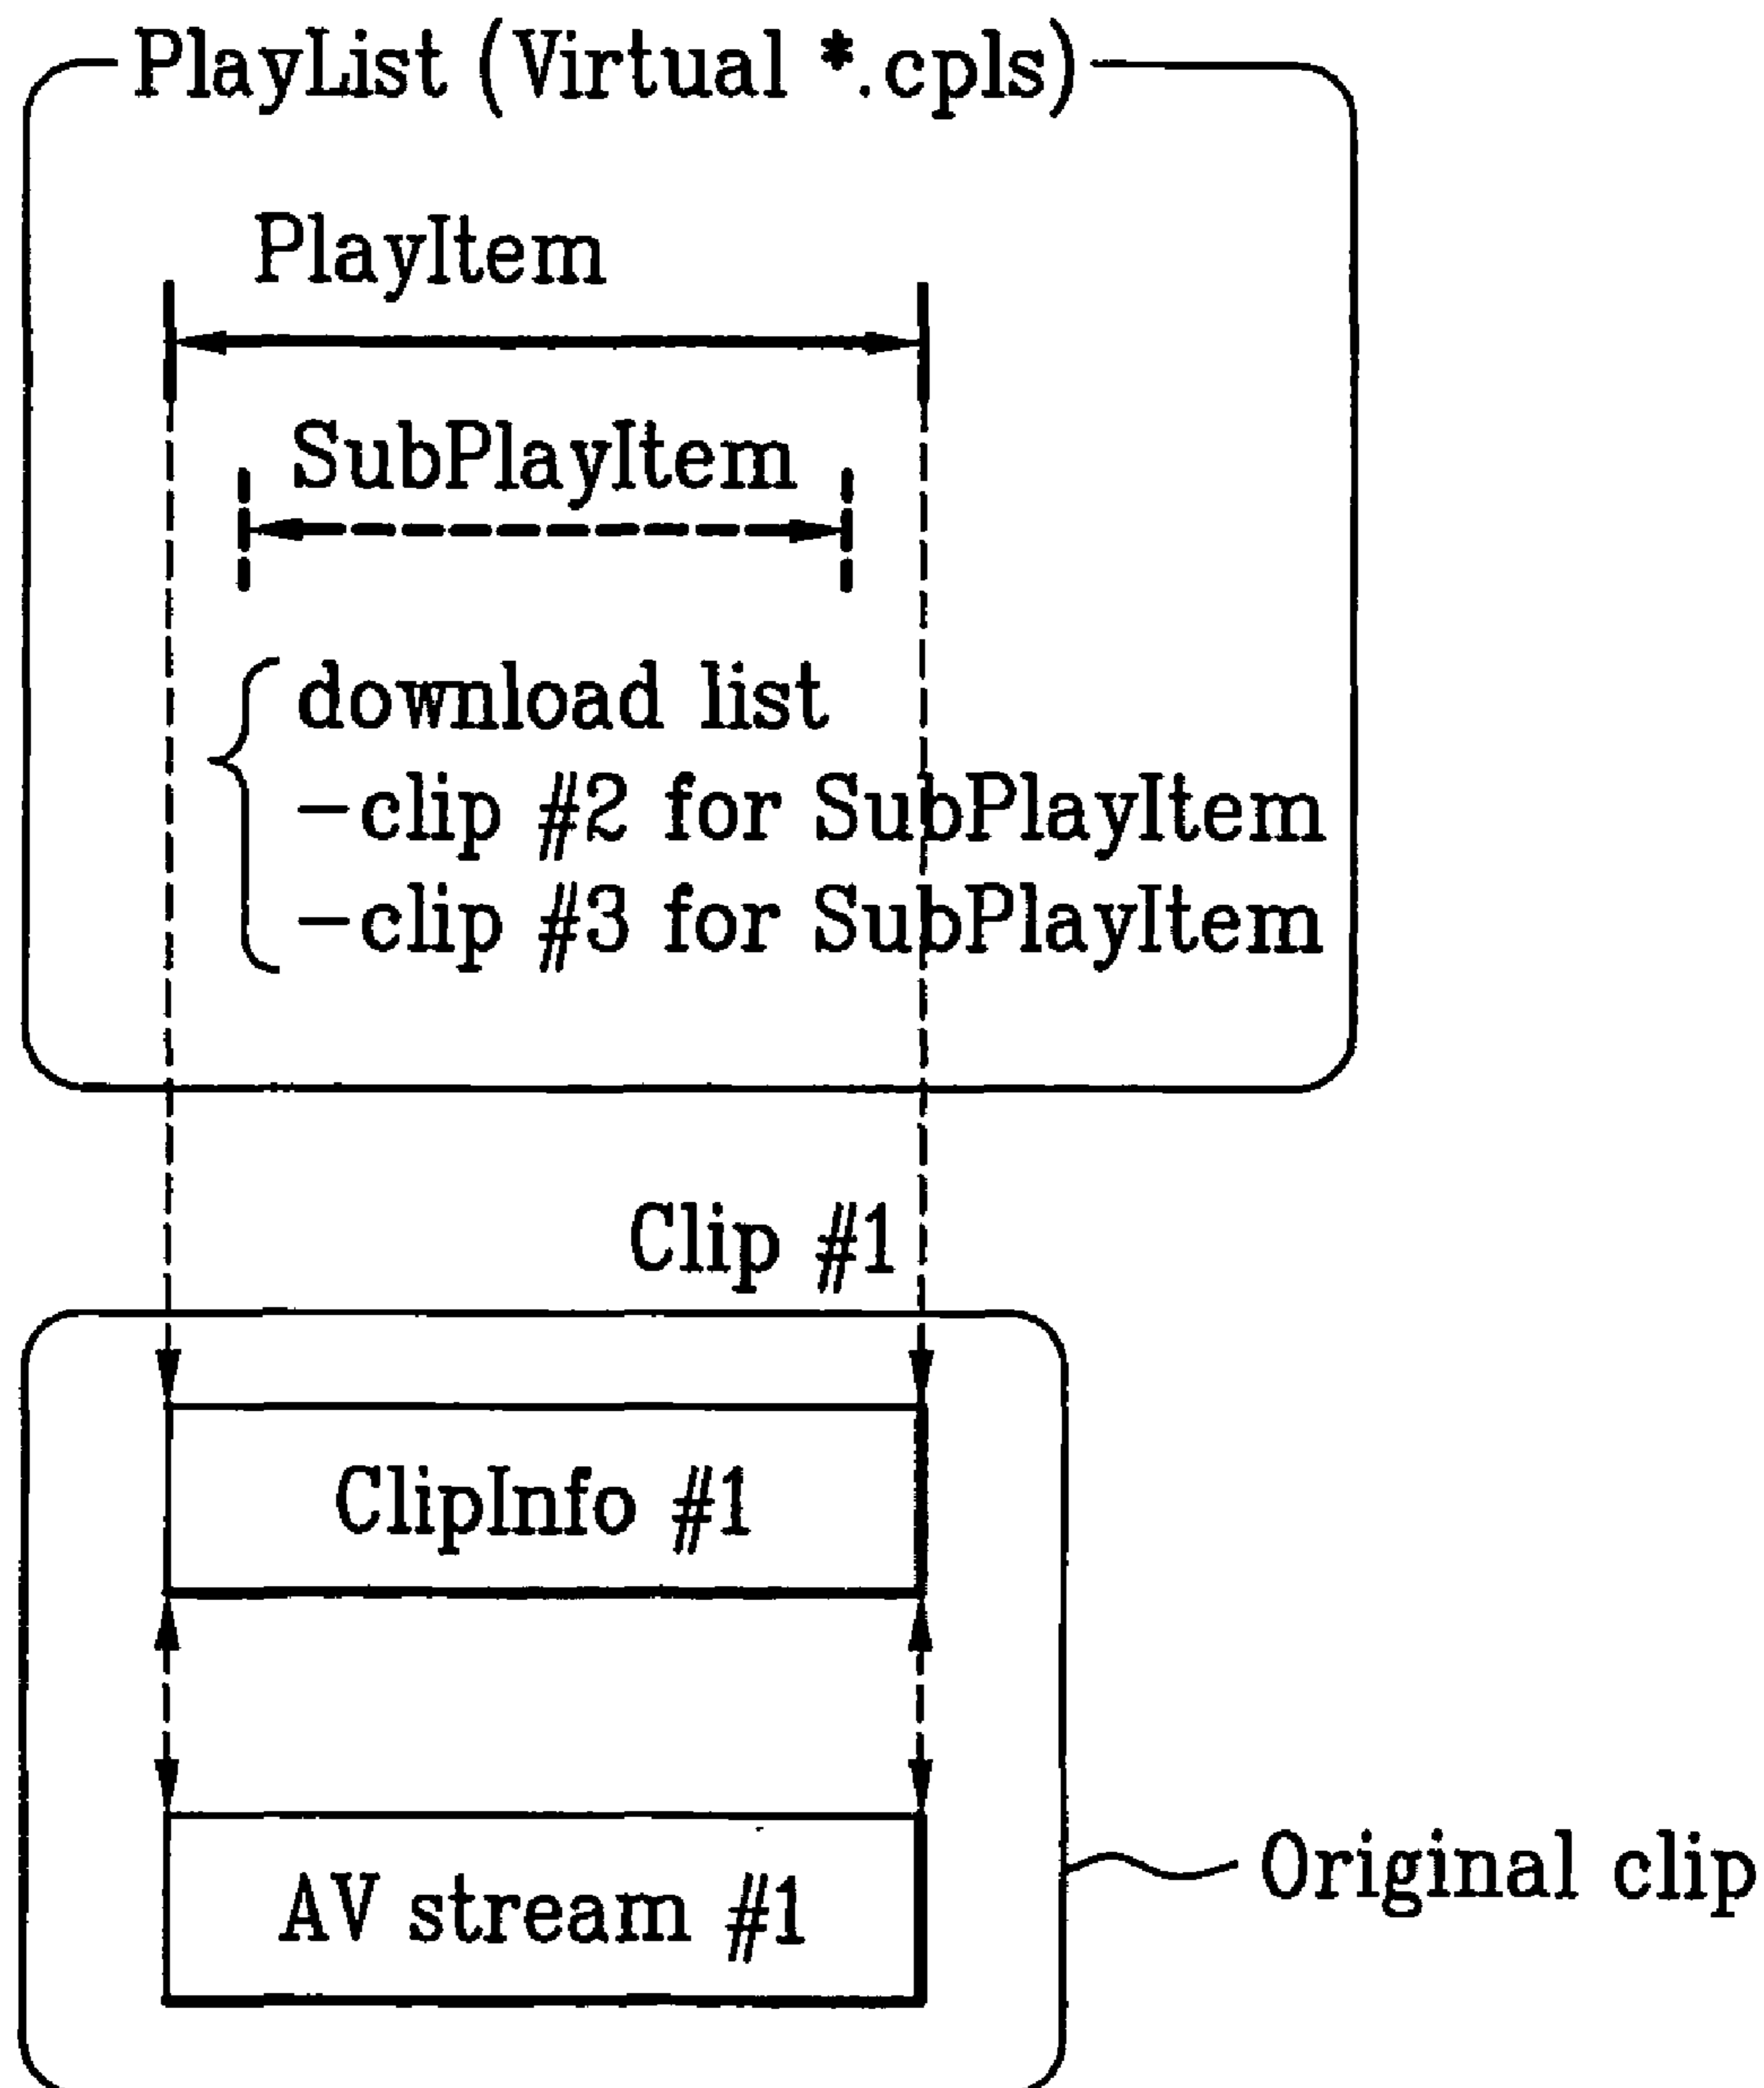 PlayList (Virtual *.cpls)
PlayItem
SubPlayItem
download list
-clip #2 for SubPlayItem
-clip #3 for SubPlayItem
Clip #1
ClipInfo #1
AV stream #1
Original clip